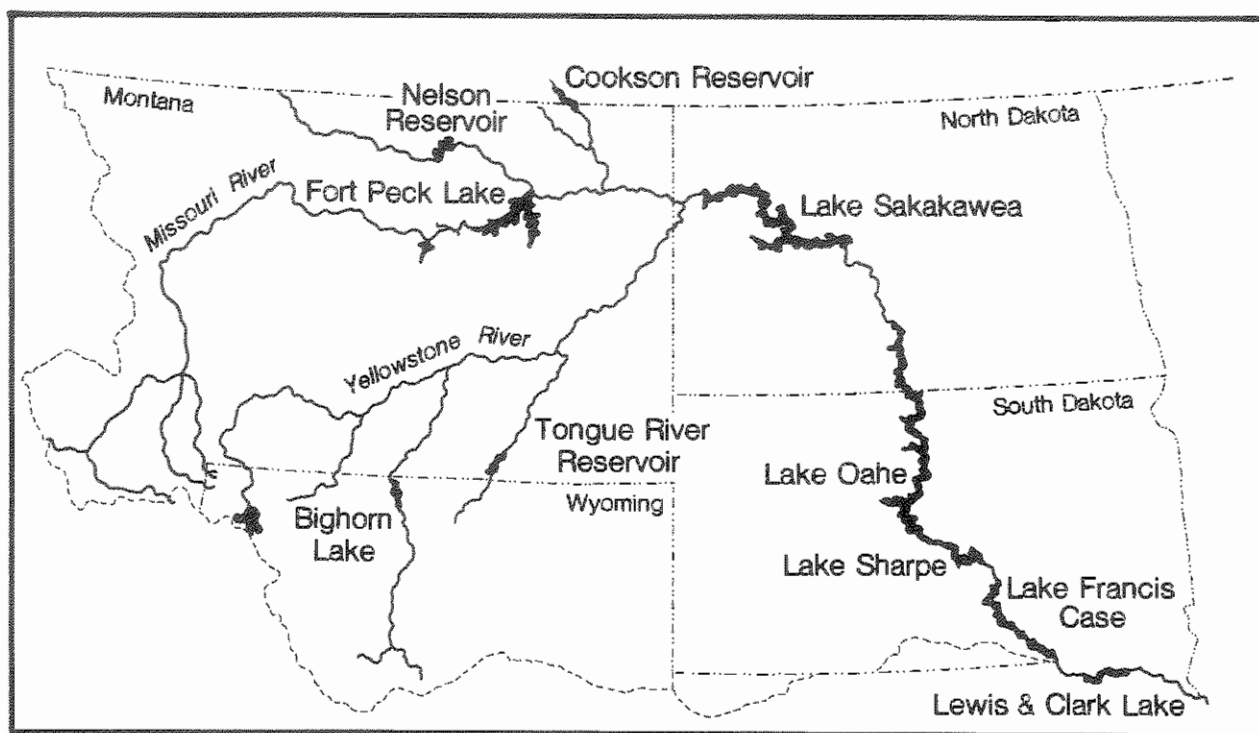 Cookson Reservoir
Montana
Nelson
Reservoir
North Dakota
Missouri River
Fort Peck Lake
Lake Sakakawea
Yellowstone River
South Dakota
Tongue River
Reservoir
Lake Oahe
Wyoming
Bighorn
Lake
Lake Sharpe
Lake Francis
Case
Lewis & Clark Lake